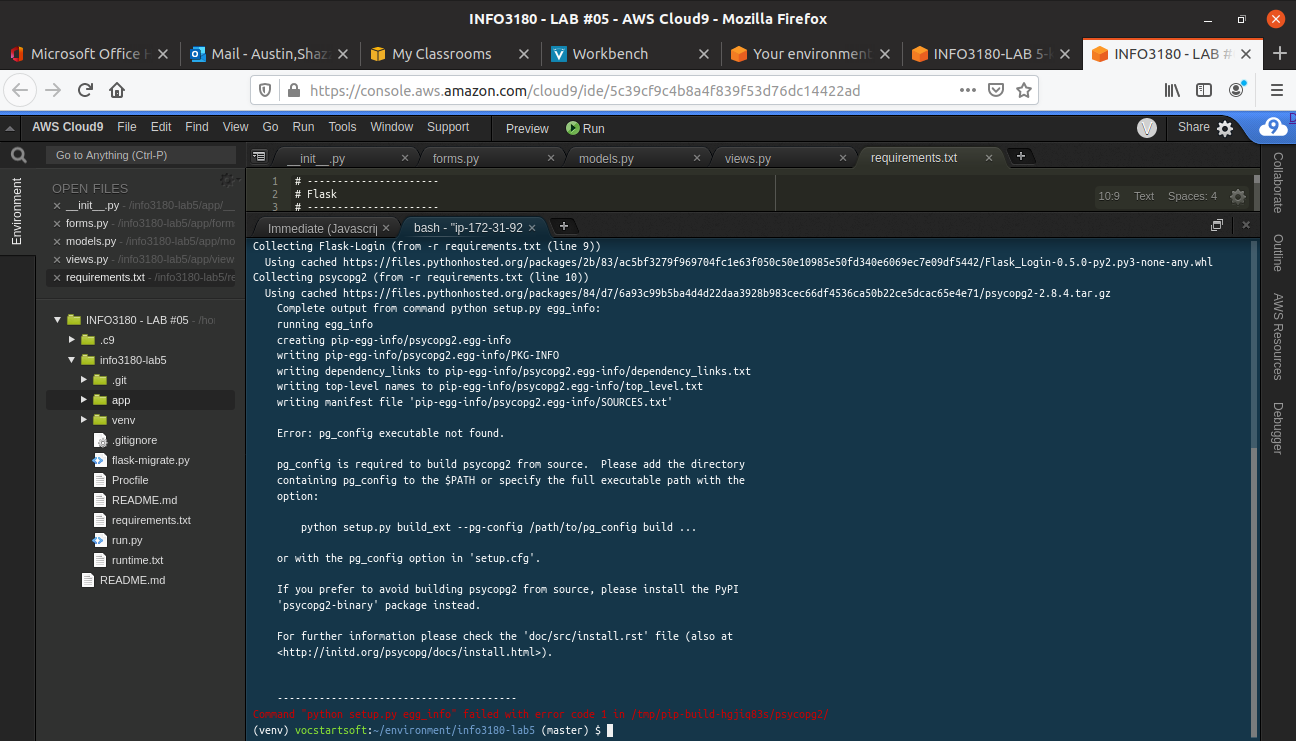 INFO3180 - LAB #05 - AWS Cloud9 - Mozilla Firefox
Microsoft Office H
Mail - Austin,Shaz
My Classrooms
Workbench
Your environment
INFO3180-LAB 5-
INFO3180 - LAB #
https://console.aws.amazon.com/cloud9/ide/5c39cf9c4b8a4f839f53d76dc14422ad
AWS Cloud9 File Edit Find View Go Run Tools Window Support Preview Run
V Share 9
Go to Anything (Ctrl-P)
__init__.py
forms.py
models.py
views.py
requirements.txt
Environment
OPEN FILES
__init__.py - /info3180-lab5/app/__
forms.py - /info3180-lab5/app/form
models.py - /info3180-lab5/app/mo
views.py - /info3180-lab5/app/view
requirements.txt - /info3180-lab5/re
INFO3180 - LAB #05 - /ho
.c9
info3180-lab5
.git
app
venv
.gitignore
flask-migrate.py
Procfile
README.md
requirements.txt
run.py
runtime.txt
README.md
1 # ----------------------
2 # Flask
3 # ----------------------
10:9 Text Spaces: 4
Immediate (Javascrip
bash - "ip-172-31-92
Collecting Flask-Login (from -r requirements.txt (line 9))
Using cached https://files.pythonhosted.org/packages/2b/83/ac5bf3279f969704fc1e63f050c50e10985e50fd340e6069ec7e09df5442/Flask_Login-0.5.0-py2.py3-none-any.whl
Collecting psycopg2 (from -r requirements.txt (line 10))
Using cached https://files.pythonhosted.org/packages/84/d7/6a93c99b5ba4d4d22daa3928b983cec66df4536ca50b22ce5dcac65e4e71/psycopg2-2.8.4.tar.gz
Complete output from command python setup.py egg_info:
running egg_info
creating pip-egg-info/psycopg2.egg-info
writing pip-egg-info/psycopg2.egg-info/PKG-INFO
writing dependency_links to pip-egg-info/psycopg2.egg-info/dependency_links.txt
writing top-level names to pip-egg-info/psycopg2.egg-info/top_level.txt
writing manifest file 'pip-egg-info/psycopg2.egg-info/SOURCES.txt'
Error: pg_config executable not found.
pg_config is required to build psycopg2 from source.  Please add the directory
containing pg_config to the $PATH or specify the full executable path with the
option:
python setup.py build_ext --pg-config /path/to/pg_config build ...
or with the pg_config option in 'setup.cfg'.
If you prefer to avoid building psycopg2 from source, please install the PyPI
'psycopg2-binary' package instead.
For further information please check the 'doc/src/install.rst' file (also at
<http://initd.org/psycopg/docs/install.html>).
----------------------------------------
Command "python setup.py egg_info" failed with error code 1 in /tmp/pip-build-hgjiq63n/psycopg2/
(venv) vocstartsoft:~/environment/info3180-lab5 (master) $
Collaborate
Outline
AWS Resources
Debugger